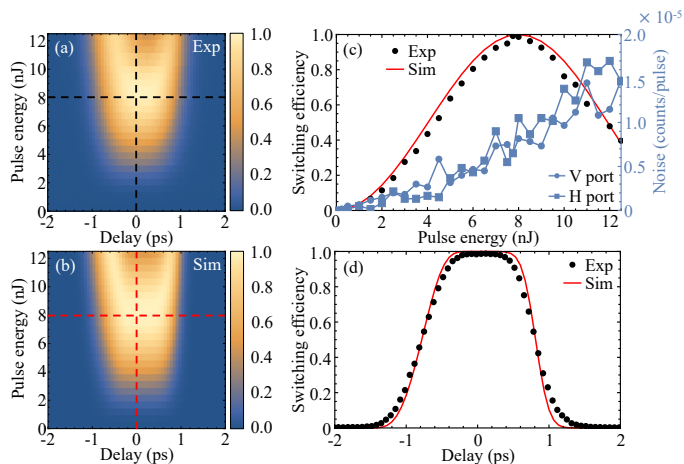 (a) Exp
Pulse energy (nJ)
12
10
8
6
4
2
0
-2 -1 0 1 2
Delay (ps)
1.0
0.8
0.6
0.4
0.2
0.0
(c)
Exp
Sim
Switching efficiency
1.0
0.8
0.6
0.4
0.2
0.0
0 2 4 6 8 10 12
Pulse energy (nJ)
V port
H port
2.0 ×10^-5
1.5
1.0
0.5
0
Noise (counts/pulse)
(b) Sim
Pulse energy (nJ)
12
10
8
6
4
2
0
-2 -1 0 1 2
Delay (ps)
1.0
0.8
0.6
0.4
0.2
0.0
(d)
Exp
Sim
Switching efficiency
1.0
0.8
0.6
0.4
0.2
0.0
-2 -1 0 1 2
Delay (ps)